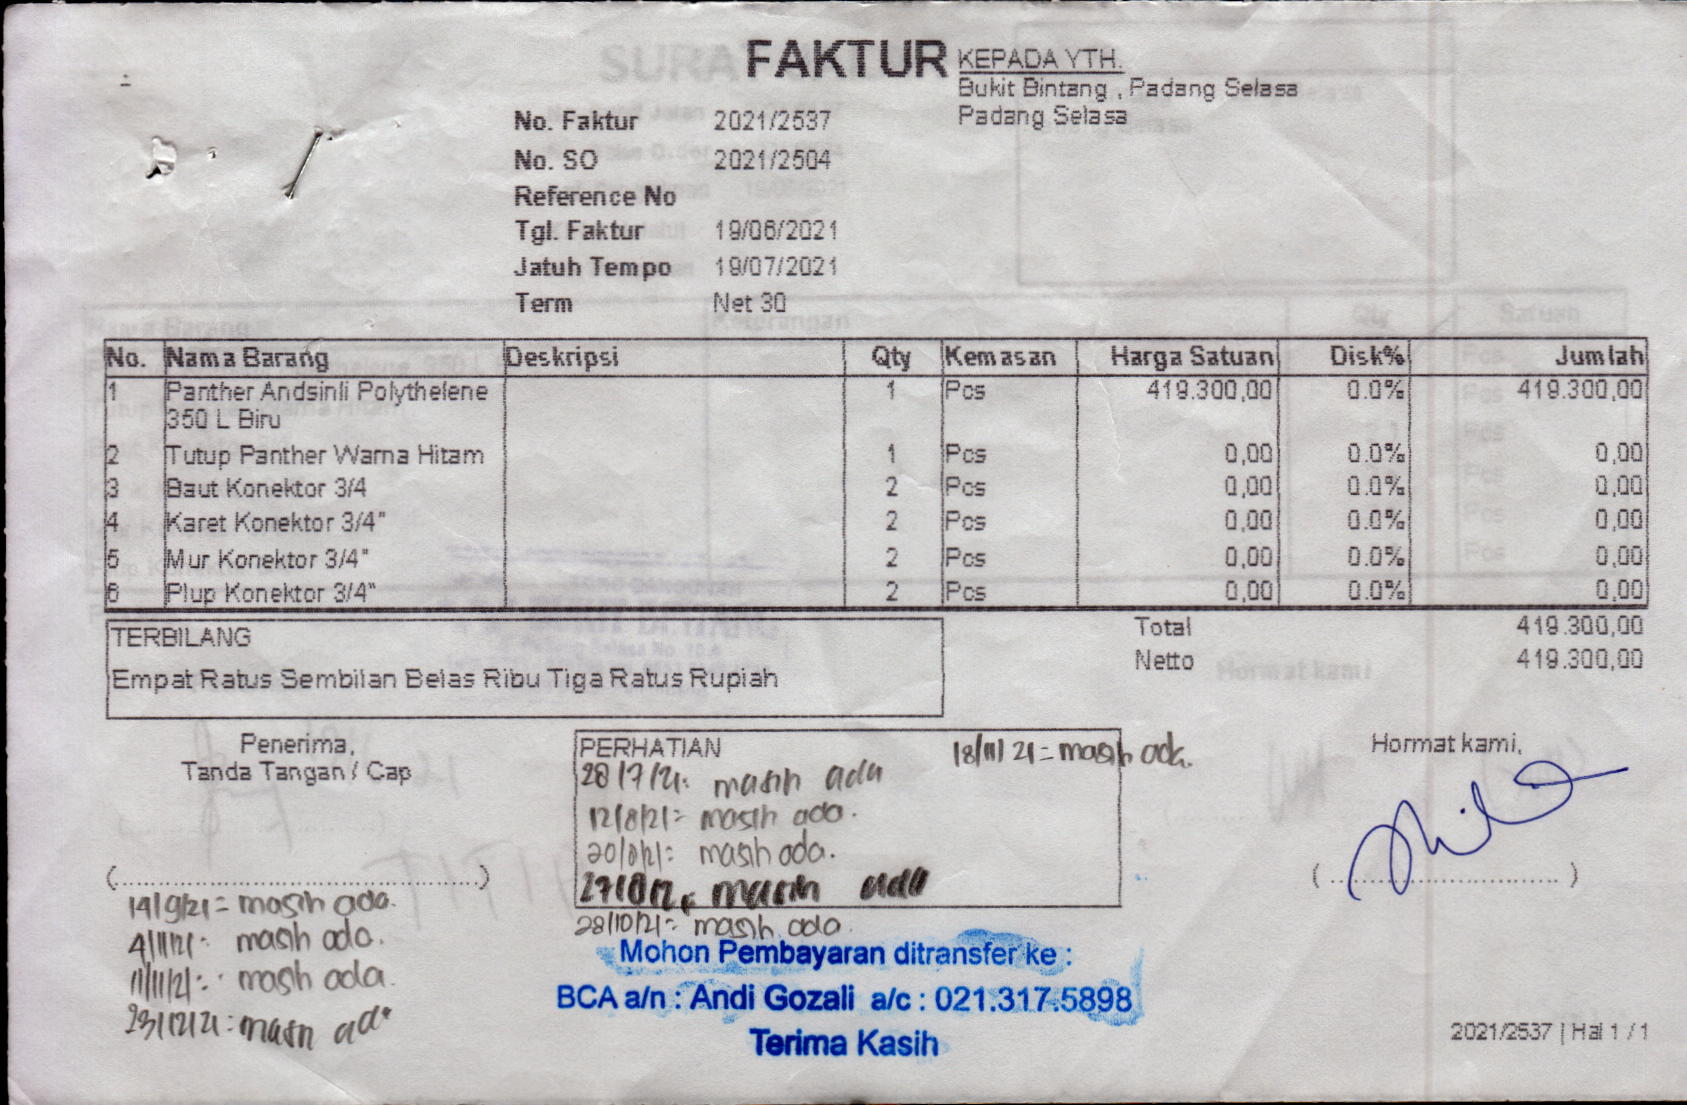 FAKTUR
KEPADA YTH.
Bukit Bintang , Padang Selasa
Padang Selasa
No. Faktur 2021/2537
No. SO 2021/2504
Reference No
Tgl. Faktur 19/06/2021
Jatuh Tempo 19/07/2021
Term Net 30
No. Nama Barang Deskripsi Qty Kemasan Harga Satuan Disk% Jumlah
1 Panther Andsinli Polythelene 1 Pcs 419.300,00 0.0% 419.300,00
350 L Biru
2 Tutup Panther Warna Hitam 1 Pcs 0,00 0.0% 0,00
3 Baut Konektor 3/4 2 Pcs 0,00 0.0% 0,00
4 Karet Konektor 3/4" 2 Pcs 0,00 0.0% 0,00
5 Mur Konektor 3/4" 2 Pcs 0,00 0.0% 0,00
6 Plup Konektor 3/4" 2 Pcs 0,00 0.0% 0,00
TERBILANG
Empat Ratus Sembilan Belas Ribu Tiga Ratus Rupiah
Total 419.300,00
Netto 419.300,00
Penerima,
Tanda Tangan / Cap
(..............................................)
14/9/21= masih ada.
4/11/21: masih ada.
11/11/21: masih ada.
23/12/21: masih ada
PERHATIAN
18/11/21= masih ada.
28/7/21: masih ada
12/8/21= masih ada.
20/8/21: masih ada.
masih ada
28/10/21: masih ada
Mohon Pembayaran ditransfer ke :
BCA a/n : Andi Gozali a/c : 021.317.5898
Terima Kasih
Hormat kami,
(..............................)
2021/2537 | Hal 1 / 1